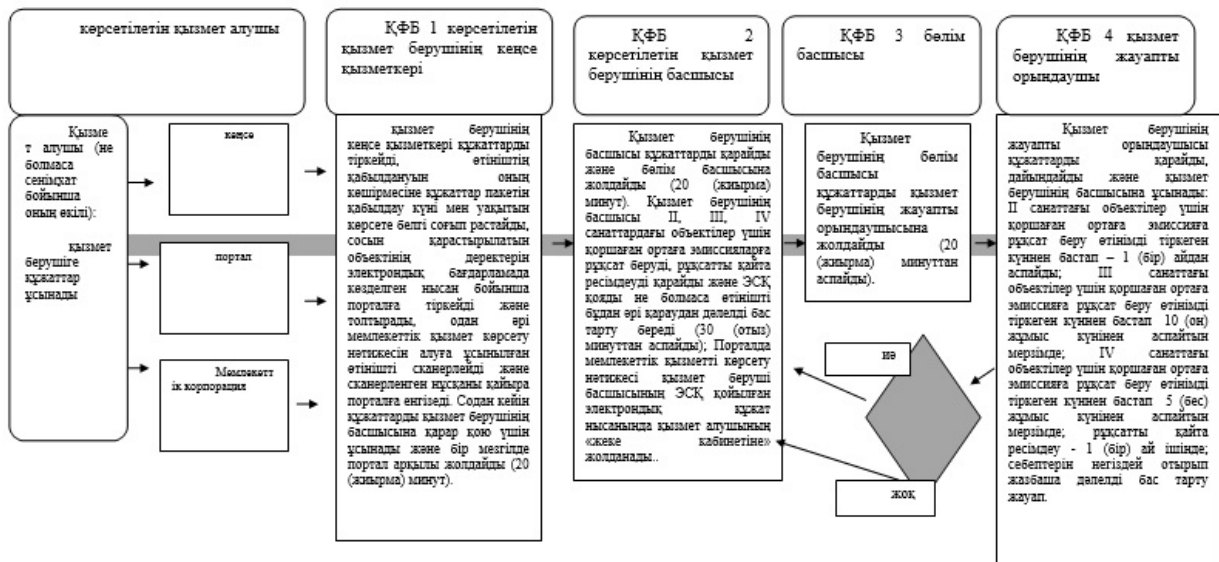 көрсетілетін қызмет алушы
ҚФБ 1 көрсетілетін
қызмет берушінің кеңсе
қызметкері
ҚФБ 2
көрсетілетін қызмет
берушінің басшысы
ҚФБ 3 бөлім
басшысы
ҚФБ 4 қызмет
берушінің жауапты
орындаушы
Қызме
т алушы (не
болмаса
сенімхат
бойынша
оның өкілі):
қызмет
берушіге
құжаттар
ұсынады
кеңсе
портал
Мемлекетт
ік корпорация
қызмет берушінің
кеңсе қызметкері құжаттарды
тіркейді, өтініштің
қабылдануын оның
көшірмесіне құжаттар пакетін
қабылдау күні мен уақытын
көрсете белгі соғып растайды,
сосын қарастырылатын
объектінің деректерін
электрондық бағдарламада
көзделген нысан бойынша
порталға тіркейді және
толтырады, одан әрі
мемлекеттік қызмет көрсету
нәтижесін алуға ұсынылған
өтінішті сканерлейді және
сканерленген нұсқаны қайыра
порталға енгізеді. Содан кейін
құжаттарды қызмет берушінің
басшысына қарар қою үшін
ұсынады және бір мезгілде
портал арқылы жолдайды (20
(жиырма) минут).
Қызмет берушінің
басшысы құжаттарды қарайды
және бөлім басшысына
жолдайды (20 (жиырма)
минут). Қызмет берушінің
басшысы II, III, IV
санаттардағы объектілер үшін
қоршаған ортаға эмиссияларға
рұқсат беруді, рұқсатты қайта
ресімдеуді қарайды және ЭСҚ
қояды не болмаса өтінішті
бұдан әрі қараудан дәлелді бас
тарту береді (30 (отыз)
минуттан аспайды); Порталда
мемлекеттік қызметті көрсету
нәтижесі қызмет беруші
басшысының ЭСҚ қойылған
электрондық құжат
нысанында қызмет алушының
«жеке кабинетіне»
жолданады..
Қызмет
берушінің бөлім
басшысы
құжаттарды қызмет
берушінің жауапты
орындаушысына
жолдайды (20
(жиырма) минуттан
аспайды).
иә
жоқ
Қызмет берушінің
жауапты орындаушысы
құжаттарды қарайды,
дайындайды және қызмет
берушінің басшысына ұсынады:
II санаттағы объектілер үшін
қоршаған ортаға эмиссияға
рұқсат беру өтінімді тіркеген
күннен бастап – 1 (бір) айдан
аспайды; III санаттағы
объектілер үшін қоршаған ортаға
эмиссияға рұқсат беру өтінімді
тіркеген күннен бастап 10 (он)
жұмыс күнінен аспайтын
мерзімде; IV санаттағы
объектілер үшін қоршаған ортаға
эмиссияға рұқсат беру өтінімді
тіркеген күннен бастап 5 (бес)
жұмыс күнінен аспайтын
мерзімде; рұқсатты қайта
ресімдеу - 1 (бір) ай ішінде;
себептерін негіздей отырып
жазбаша дәлелді бас тарту
жауап.